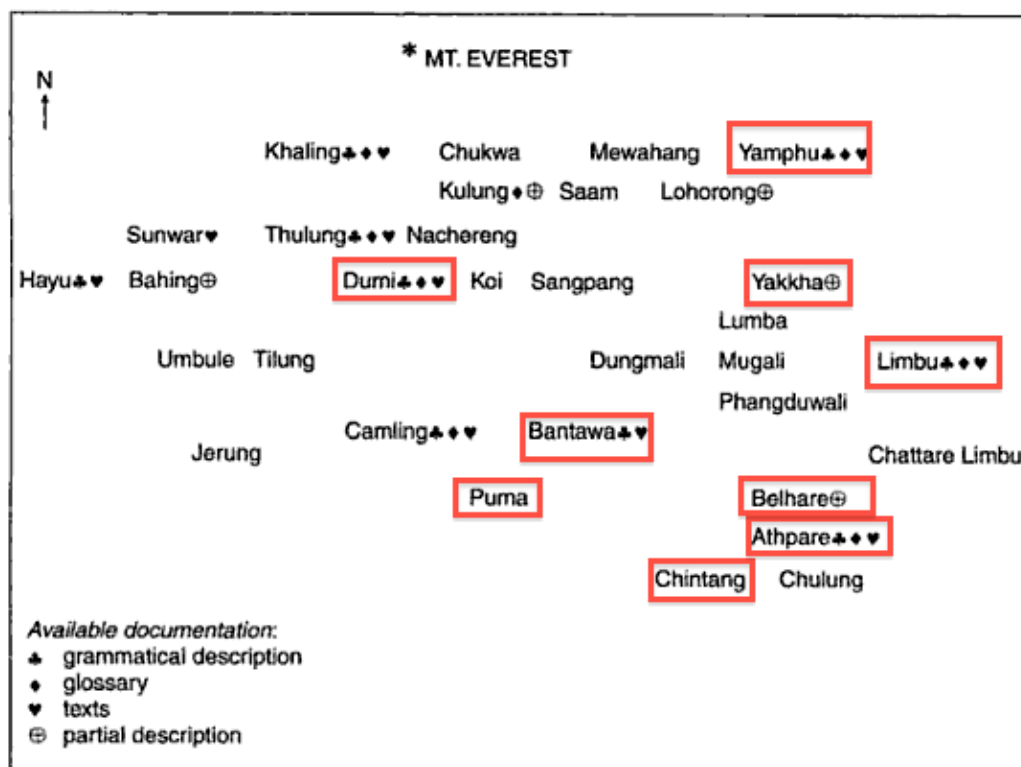 * MT. EVEREST
N
Khaling♣♦♥ Chukwa Mewahang Yamphu♣♦♥
Kulung♦⊕ Saam Lohorong⊕
Sunwar♥ Thulung♣♦♥ Nachereng
Hayu♣♥ Bahing⊕ Dumi♣♦♥ Koi Sangpang Yakkha⊕
Lumba
Umbule Tilung Dungmali Mugali Limbu♣♦♥
Phangduwali
Camling♣♦♥ Bantawa♣♥
Jerung Chattare Limbu
Puma Belhare⊕
Athpare♣♦♥
Chintang Chulung
Available documentation:
♣ grammatical description
♦ glossary
♥ texts
⊕ partial description